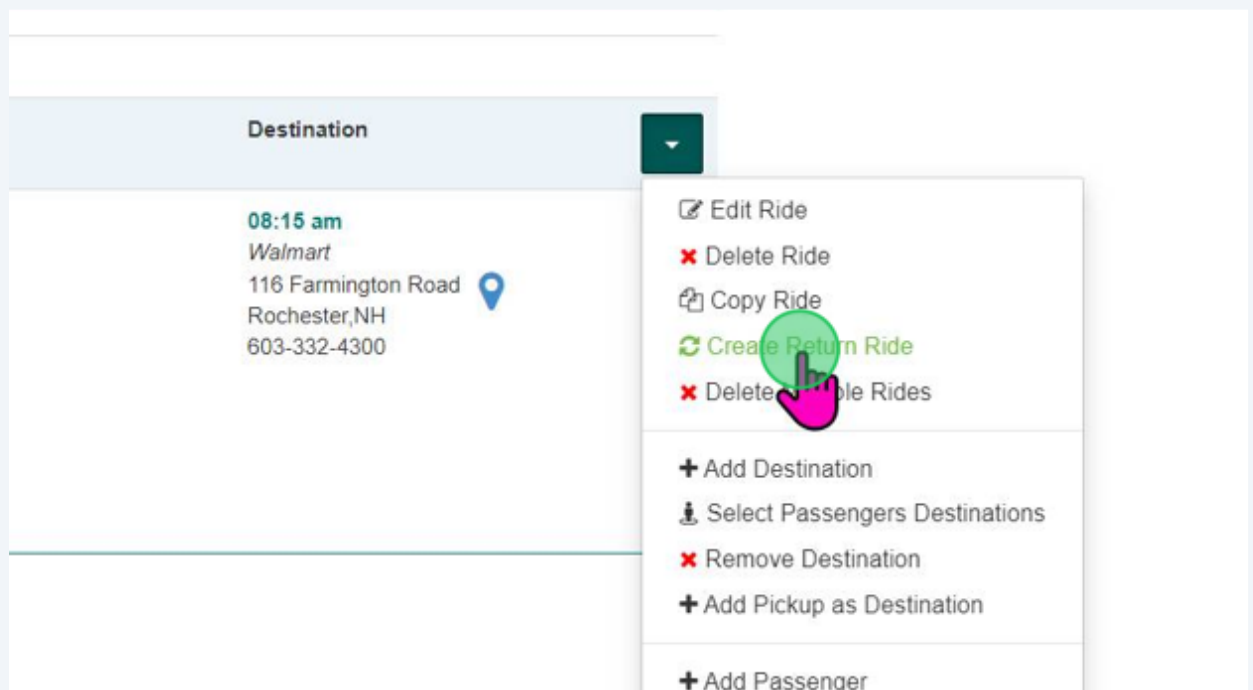 Destination
08:15 am
Walmart
116 Farmington Road
Rochester,NH
603-332-4300
Edit Ride
Delete Ride
Copy Ride
Create Return Ride
Delete Rides
Add Destination
Select Passengers Destinations
Remove Destination
Add Pickup as Destination
Add Passenger